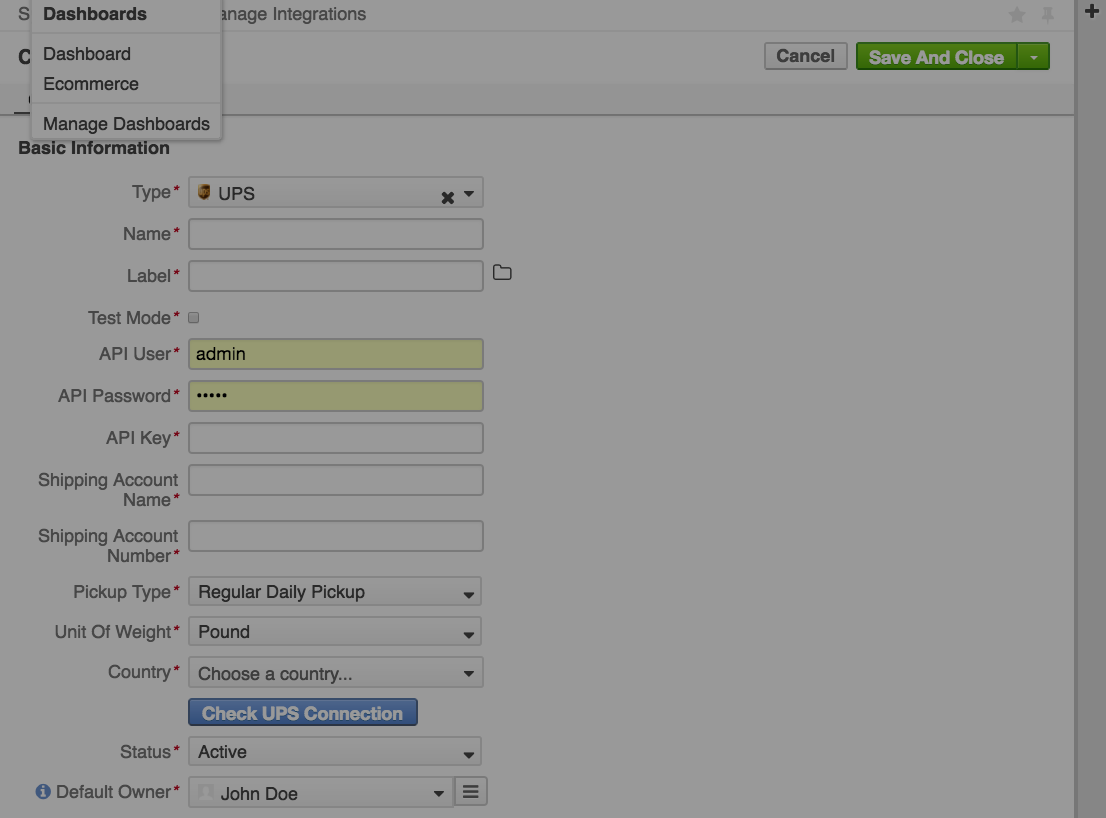 S
Dashboards
anage Integrations
C
Dashboard
Cancel
Save And Close
Ecommerce
Manage Dashboards
Basic Information
Type*
UPS
Name*
Label*
Test Mode*
API User*
admin
API Password*
•••••
API Key*
Shipping Account
Name*
Shipping Account
Number*
Pickup Type*
Regular Daily Pickup
Unit Of Weight*
Pound
Country*
Choose a country...
Check UPS Connection
Status*
Active
Default Owner*
John Doe